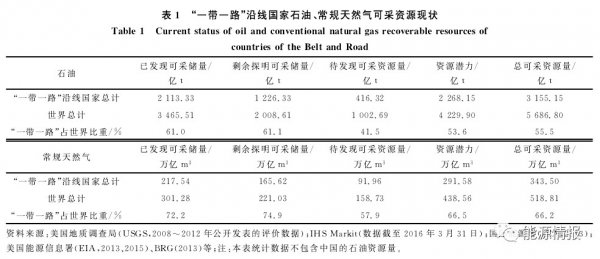 表 1 “一带一路”沿线国家石油、常规天然气可采资源现状
Table 1 Current status of oil and conventional natural gas recoverable resources of
countries of the Belt and Road
石油 已发现可采储量/亿 t 剩余探明可采储量/亿 t 待发现可采资源量/亿 t 资源潜力/亿 t 总可采资源量/亿 t
“一带一路”沿线国家总计 2 113.33 1 226.33 416.32 2 268.15 3 155.15
世界总计 3 465.51 2 008.61 1 002.69 4 229.90 5 686.80
“一带一路”占世界比重/% 61.0 61.1 41.5 53.6 55.5
常规天然气 已发现可采储量/万亿 m³ 剩余探明可采储量/万亿 m³ 待发现可采资源量/万亿 m³ 资源潜力/万亿 m³ 总可采资源量/万亿 m³
“一带一路”沿线国家总计 217.54 165.62 91.96 291.58 343.50
世界总计 301.28 221.03 158.73 438.56 518.81
“一带一路”占世界比重/% 72.2 74.9 57.9 66.5 66.2
资料来源:美国地质调查局(USGS,2008～2012 年公开发表的评价数据);IHS Markit(数据截至 2016 年 3 月 31 日);
美国能源信息署(EIA,2013,2015)、BRG(2013)等;注:本表统计数据不包含中国的石油资源量。
能源情报